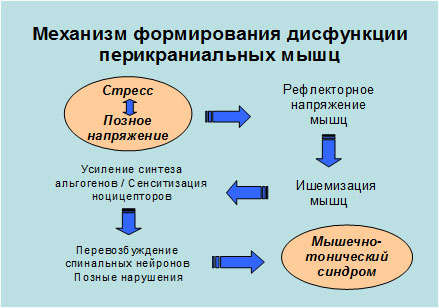 Механизм формирования дисфункции
перикраниальных мышц
Стресс
Позное
напряжение
Рефлекторное
напряжение
мышц
Усиление синтеза
альгогенов / Сенситизация
ноцицепторов
Ишемизация
мышц
Перевозбуждение
спинальных нейронов
Позные нарушения
Мышечно-
тонический
синдром